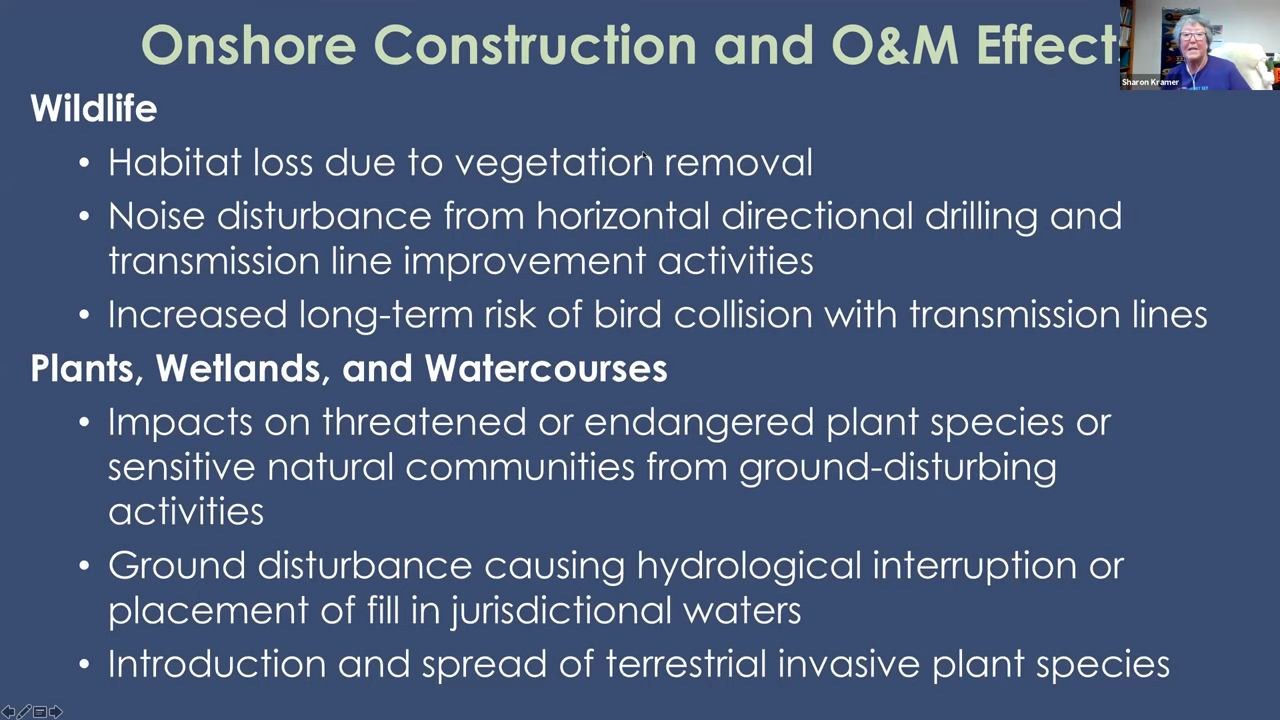 Onshore Construction and O&M Effect
Sharon Kramer
Wildlife
• Habitat loss due to vegetation removal
• Noise disturbance from horizontal directional drilling and
transmission line improvement activities
• Increased long-term risk of bird collision with transmission lines
Plants, Wetlands, and Watercourses
• Impacts on threatened or endangered plant species or
sensitive natural communities from ground-disturbing
activities
• Ground disturbance causing hydrological interruption or
placement of fill in jurisdictional waters
• Introduction and spread of terrestrial invasive plant species